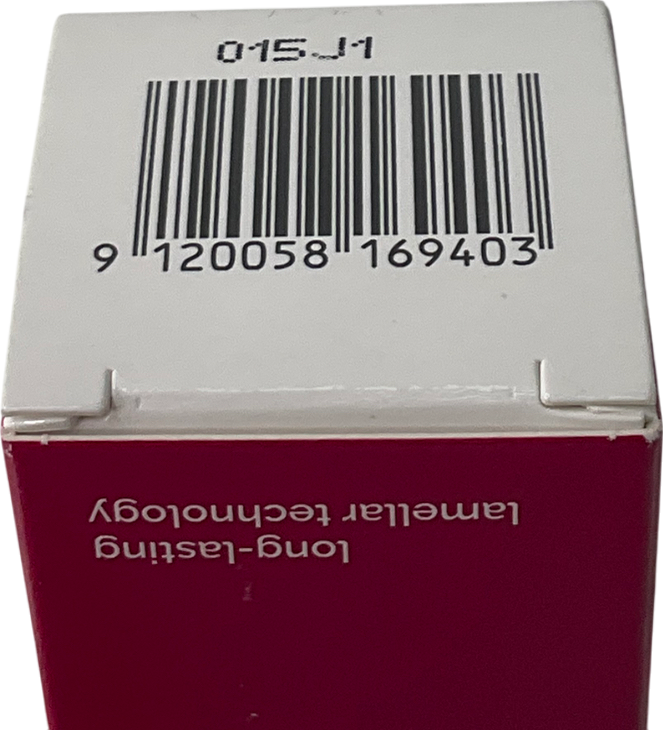 015J1
9 120058 169403
long-lasting
lamellar technology